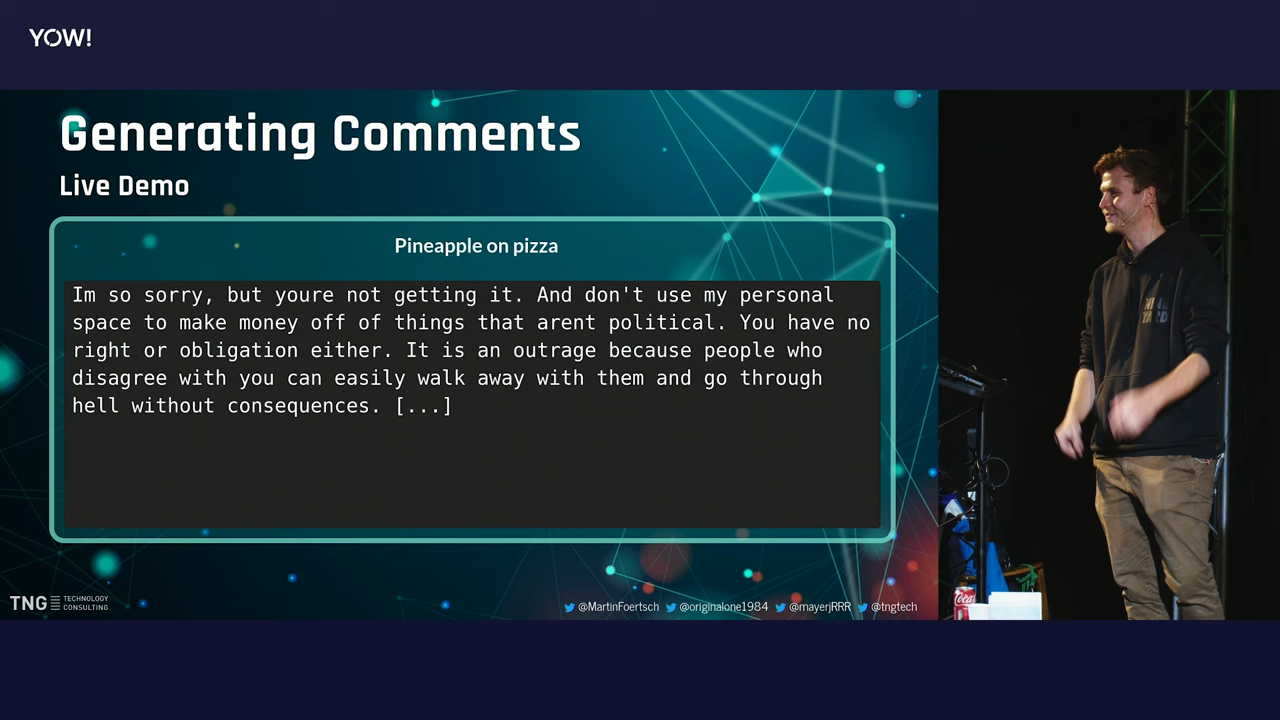 YOW!
Generating Comments
Live Demo
Pineapple on pizza
Im so sorry, but youre not getting it. And don't use my personal
space to make money off of things that arent political. You have no
right or obligation either. It is an outrage because people who
disagree with you can easily walk away with them and go through
hell without consequences. [...]
TNG TECHNOLOGY
CONSULTING
@MartinFoertsch @originalone1984 @mayerjRRR @tngtech